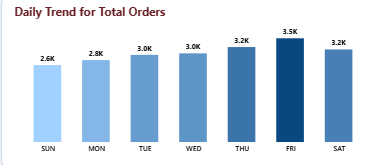 Daily Trend for Total Orders
2.6K 2.8K 3.0K 3.0K 3.2K 3.5K 3.2K
SUN MON TUE WED THU FRI SAT